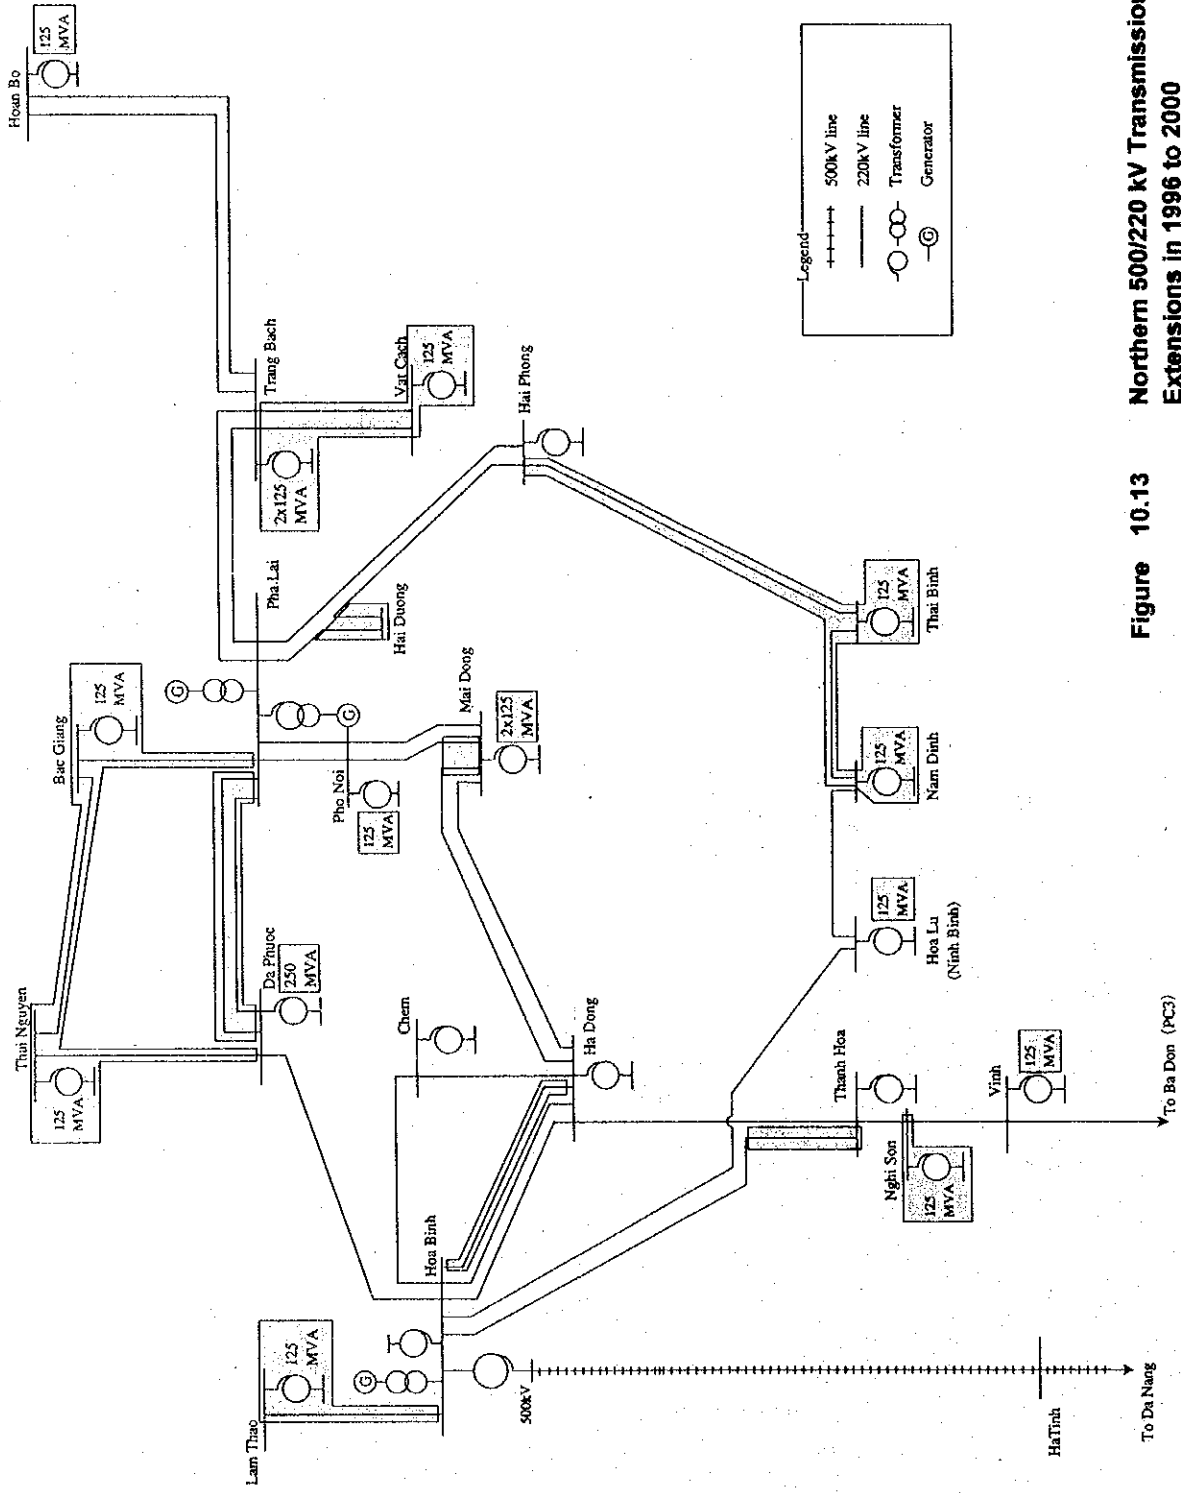 Hoan Bo
125
MVA
Trang Bach
2x125
MVA
Vat Cach
125
MVA
Hai Phong
Legend
500kV line
220kV line
Transformer
G
Generator
Bac Giang
125
MVA
Pha Lai
G
G
Hai Duong
Pho Noi
125
MVA
Mai Dong
2x125
MVA
Thai Binh
125
MVA
Nam Dinh
125
MVA
Thai Nguyen
125
MVA
Da Phuoc
250
MVA
Chem
Ha Dong
Hoa Lu
(Ninh Binh)
125
MVA
Thanh Hoa
Nghi Son
125
MVA
Vinh
125
MVA
To Ba Don (PC3)
Hoa Binh
Lam Thao
125
MVA
G
500kV
HaTinh
To Da Nang
Figure 10.13 Northern 500/220 kV Transmission
Extensions in 1996 to 2000